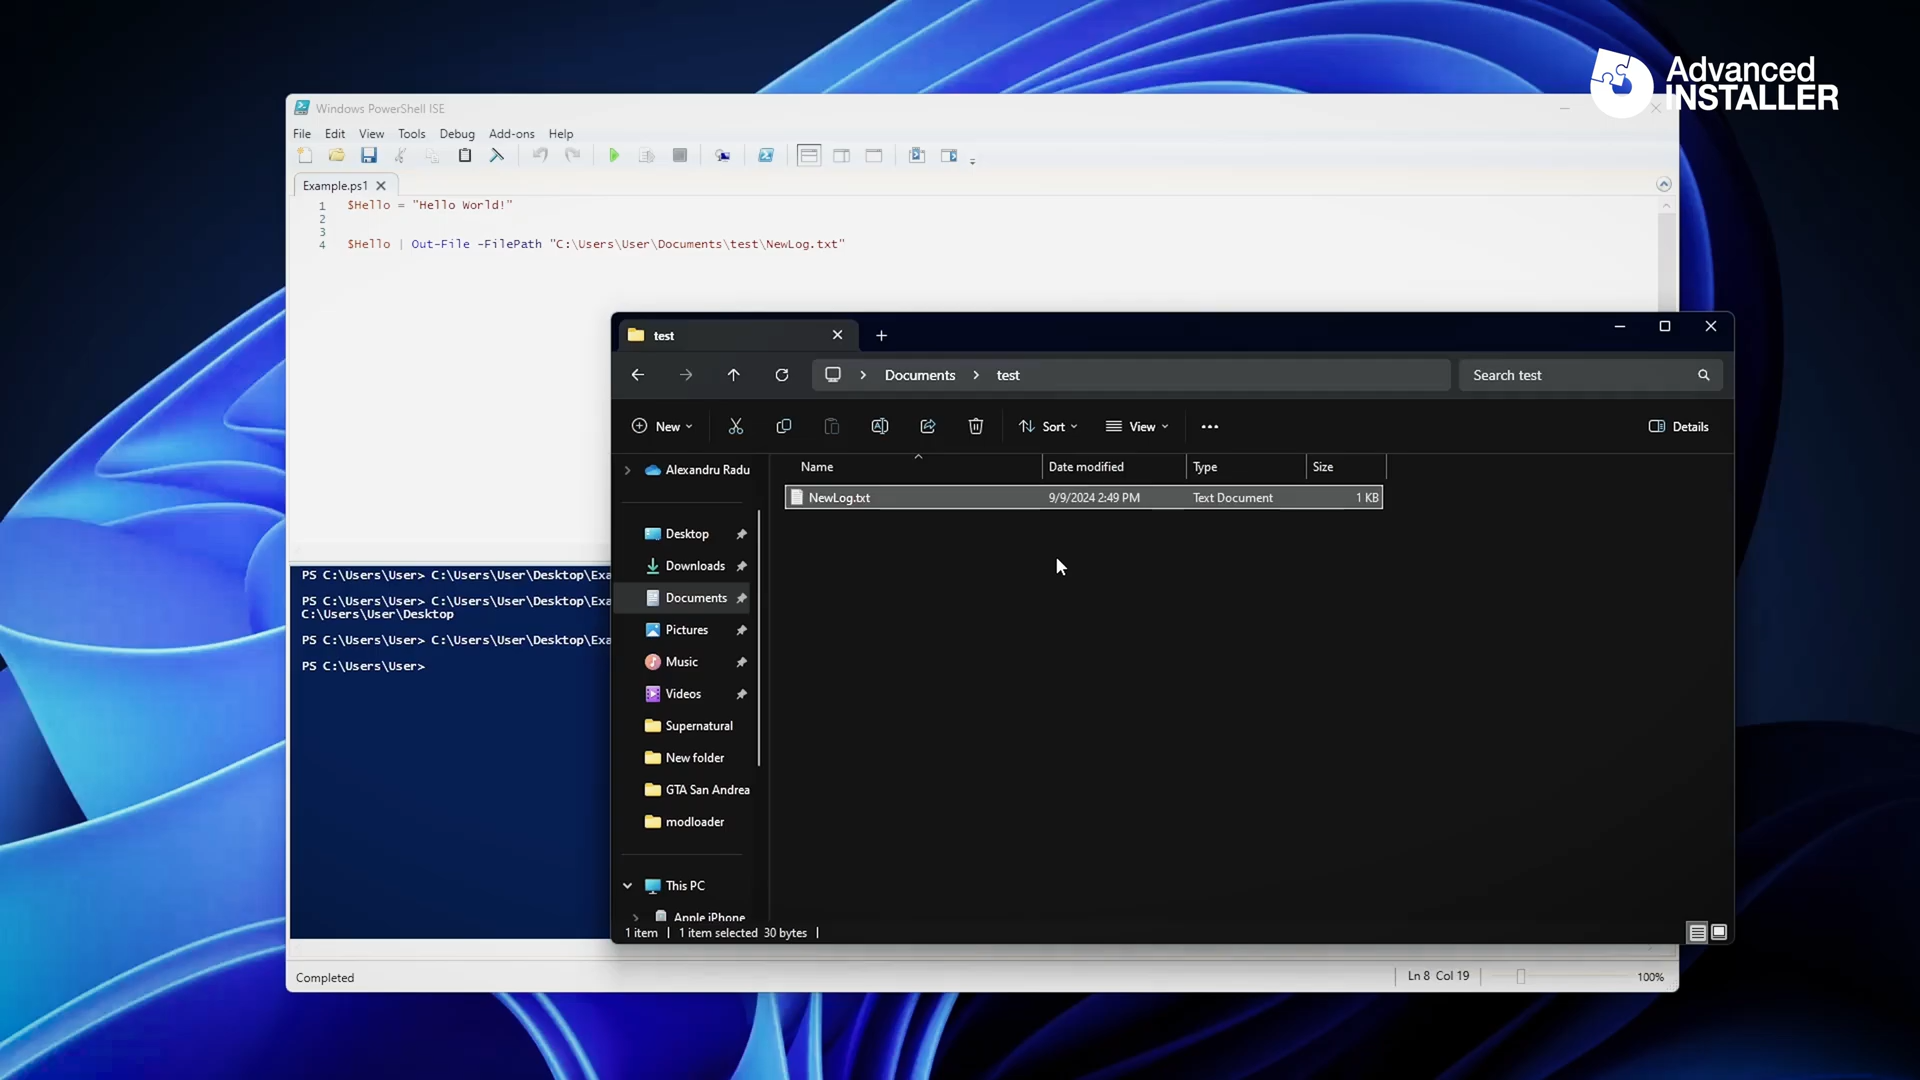 Advanced
INSTALLER
Windows PowerShell ISE
File Edit View Tools Debug Add-ons Help
Example.ps1
1 $Hello = "Hello World!"
2
3
4 $Hello | Out-File -FilePath "C:\Users\User\Documents\test\NewLog.txt"
test
Documents > test
Search test
New
Sort
View
Details
Name Date modified Type Size
NewLog.txt 9/9/2024 2:49 PM Text Document 1 KB
Alexandru Radu
Desktop
Downloads
Documents
Pictures
Music
Videos
Supernatural
New folder
GTA San Andrea
modloader
This PC
Apple iPhone
1 item | 1 item selected 30 bytes |
PS C:\Users\User> C:\Users\User\Desktop\Exa
PS C:\Users\User> C:\Users\User\Desktop\Exa
C:\Users\User\Desktop
PS C:\Users\User> C:\Users\User\Desktop\Exa
PS C:\Users\User>
Completed
Ln 8 Col 19
100%